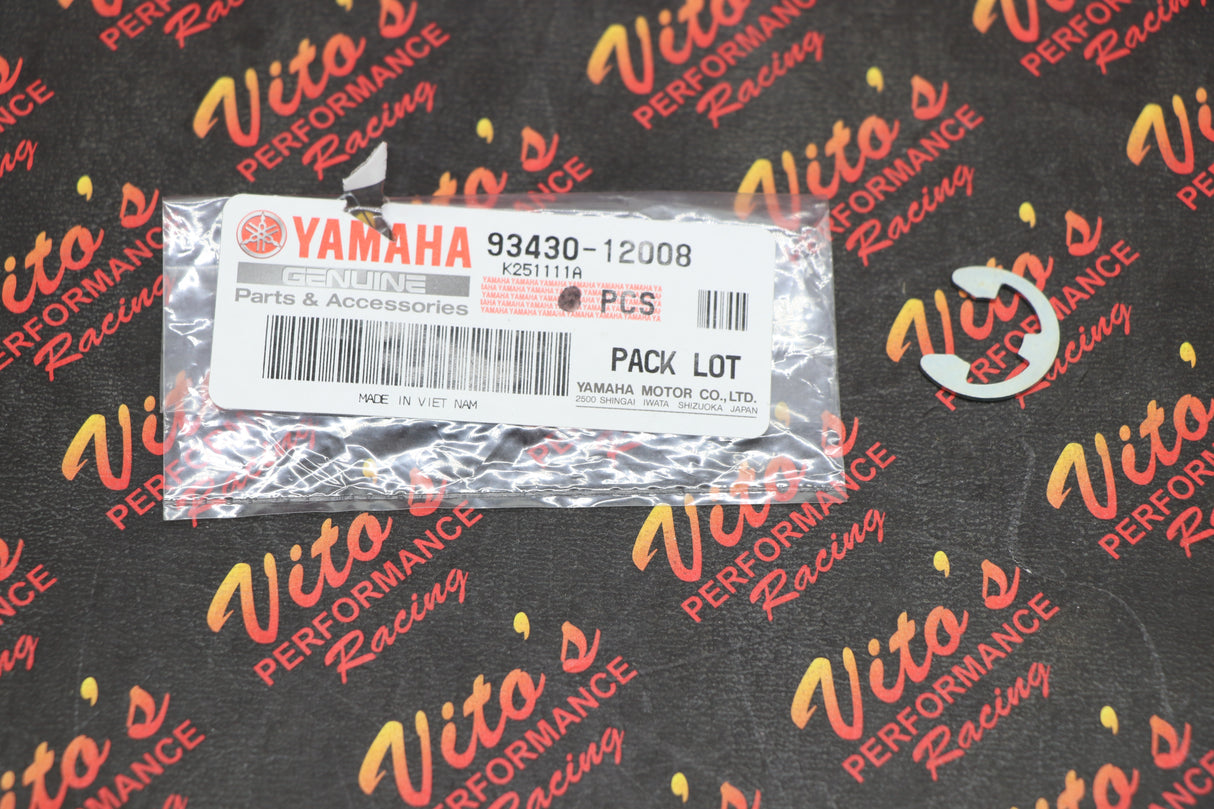 YAMAHA 93430-12008
GENUINE K251111A
Parts & Accessories PCS
PACK LOT
MADE IN VIET NAM
YAMAHA MOTOR CO.,LTD.
2500 SHINGAI IWATA SHIZUOKA JAPAN
Vito's
PERFORMANCE
Racing